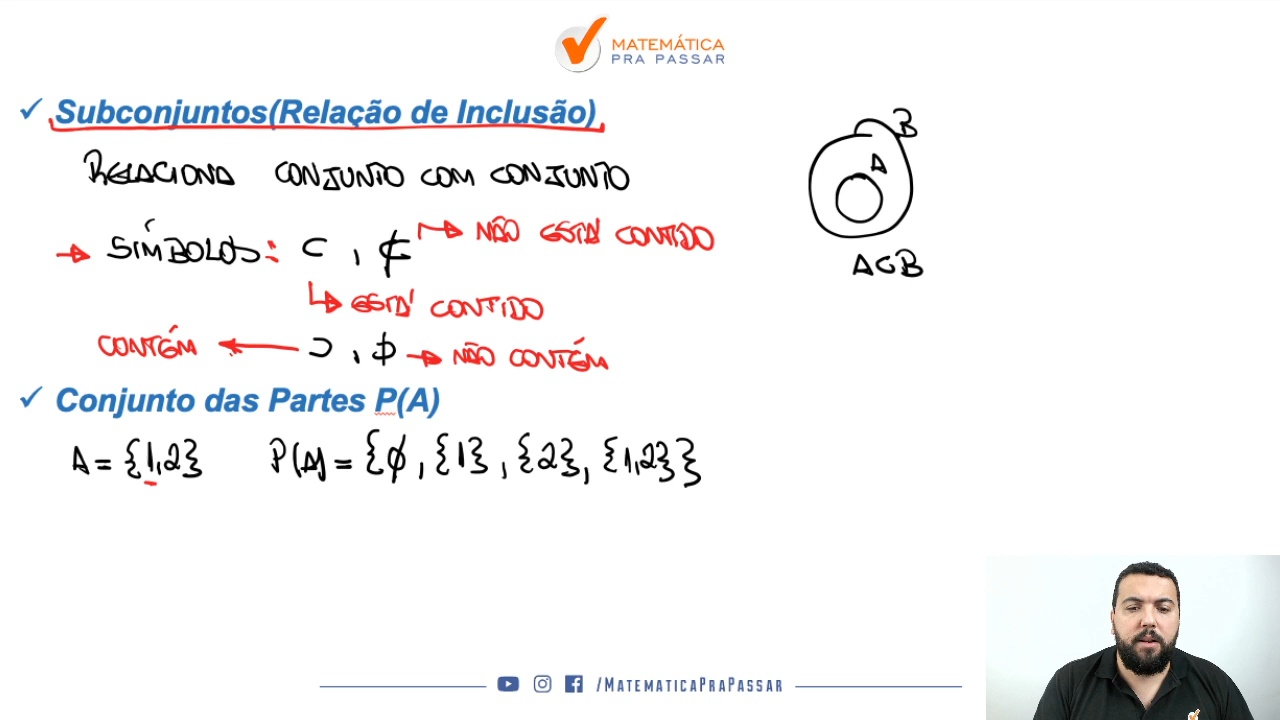 MATEMÁTICA
PRA PASSAR
✓ Subconjuntos(Relação de Inclusão)
RELACIONA CONJUNTO COM CONJUNTO
→ SÍMBOLOS: ⊂ , ⊄ → NÃO ESTÁ CONTIDO
↳ ESTÁ CONTIDO
CONTÉM ← ⊃ , ⊅ → NÃO CONTÉM
B
A
A⊂B
✓ Conjunto das Partes P(A)
A = {1,2} P(A) = {∅, {1}, {2}, {1,2}}
/MatematicaPraPassar